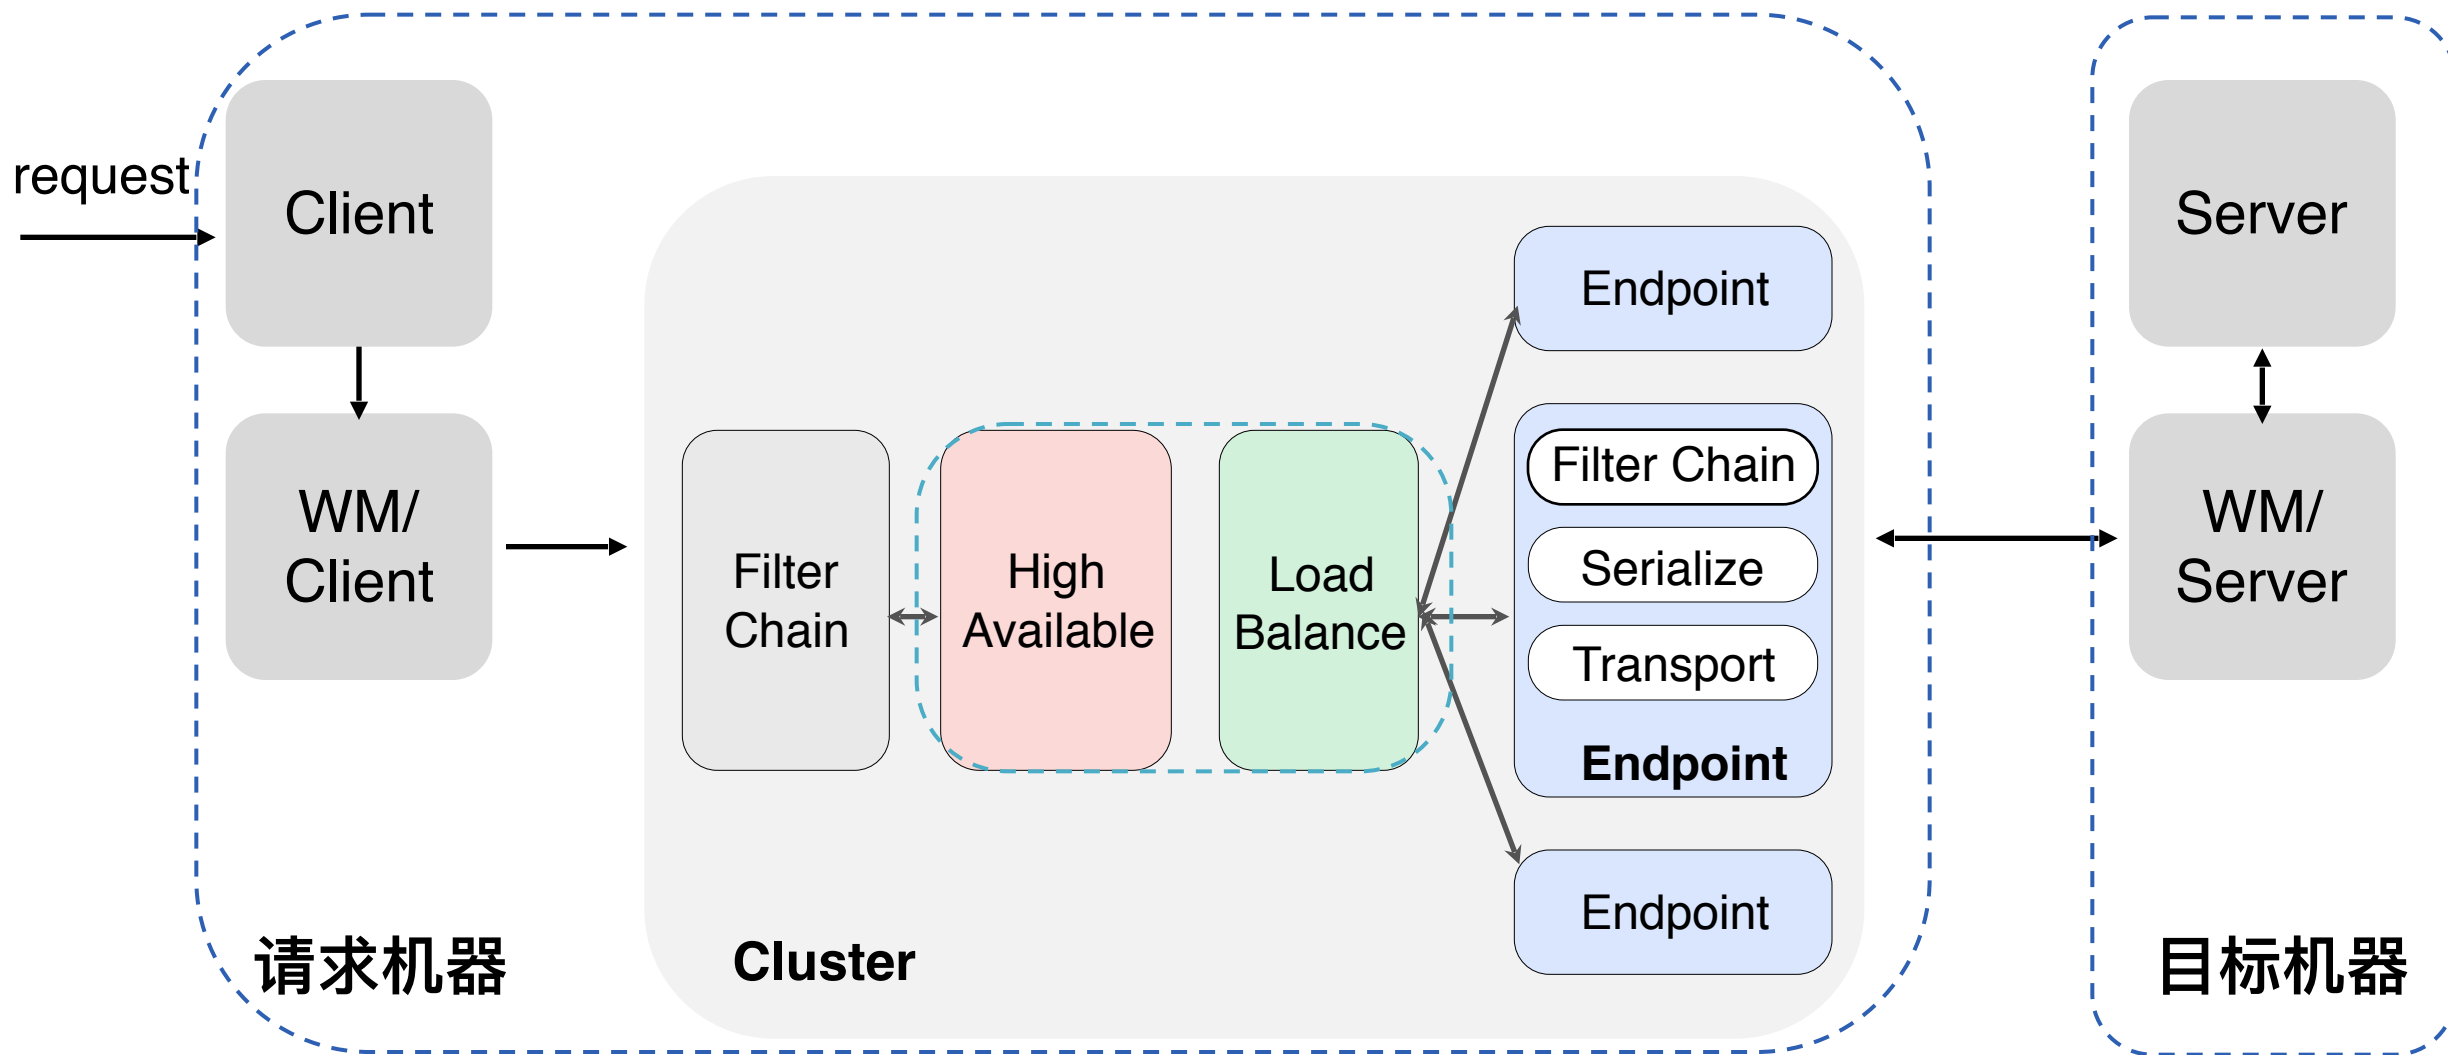 request
Client
WM/
Client
请求机器
Filter
Chain
High
Available
Load
Balance
Cluster
Endpoint
Filter Chain
Serialize
Transport
Endpoint
Endpoint
Server
WM/
Server
目标机器